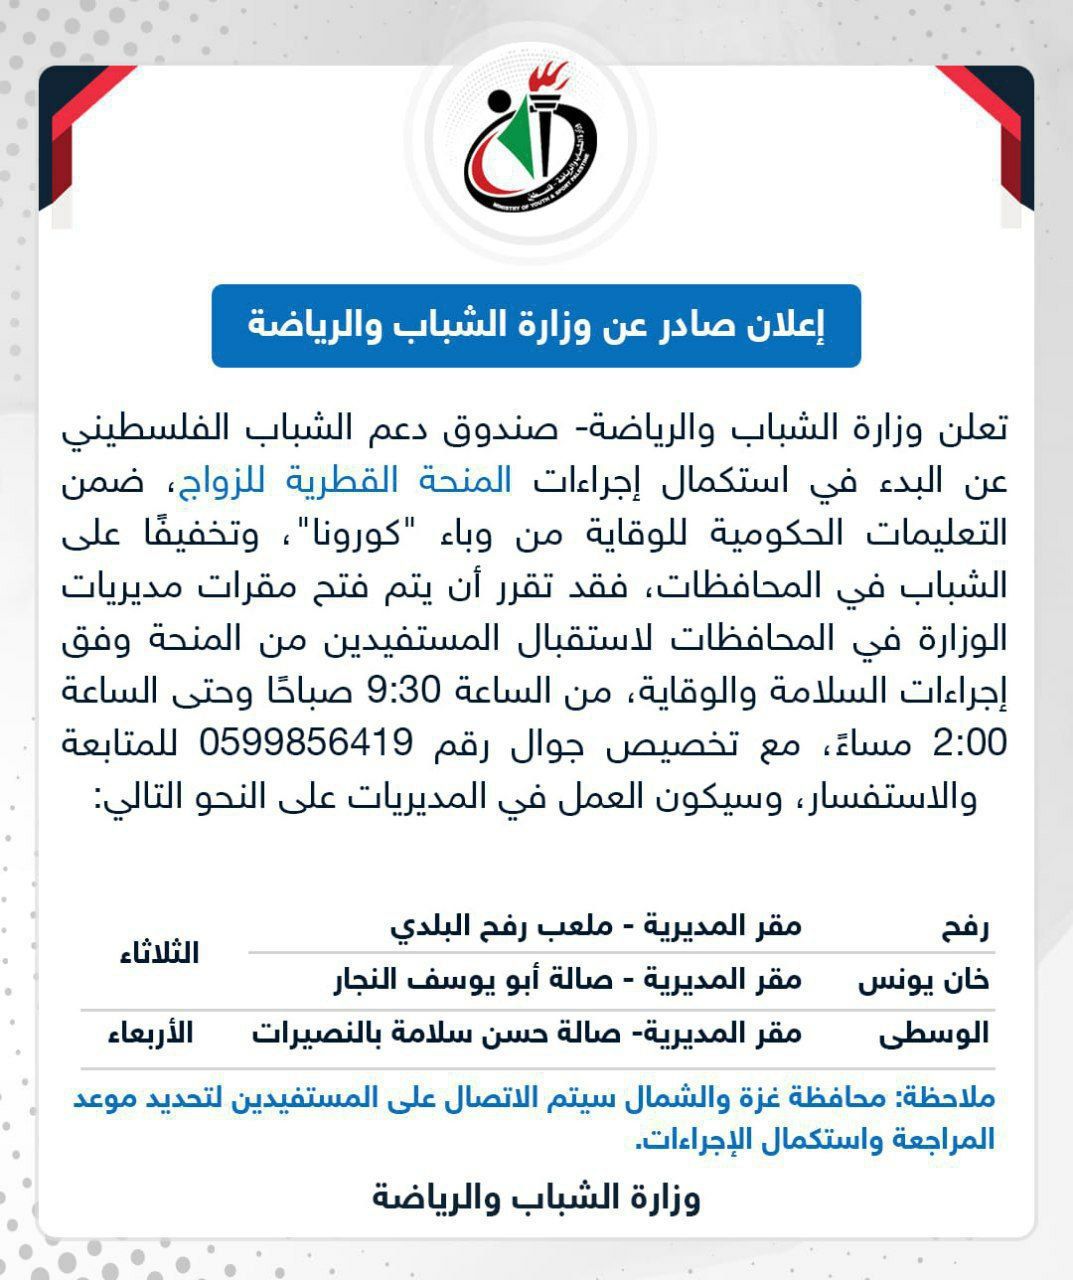 وزارة الشباب والرياضة - فلسطين
MINISTRY OF YOUTH & SPORT PALESTINE
إعلان صادر عن وزارة الشباب والرياضة
تعلن وزارة الشباب والرياضة- صندوق دعم الشباب الفلسطيني
عن البدء في استكمال إجراءات المنحة القطرية للزواج، ضمن
التعليمات الحكومية للوقاية من وباء "كورونا"، وتخفيفًا على
الشباب في المحافظات، فقد تقرر أن يتم فتح مقرات مديريات
الوزارة في المحافظات لاستقبال المستفيدين من المنحة وفق
إجراءات السلامة والوقاية، من الساعة 9:30 صباحًا وحتى الساعة
2:00 مساءً، مع تخصيص جوال رقم 0599856419 للمتابعة
والاستفسار، وسيكون العمل في المديريات على النحو التالي:
رفح مقر المديرية - ملعب رفح البلدي
الثلاثاء
خان يونس مقر المديرية - صالة أبو يوسف النجار
الوسطى مقر المديرية- صالة حسن سلامة بالنصيرات الأربعاء
ملاحظة: محافظة غزة والشمال سيتم الاتصال على المستفيدين لتحديد موعد
المراجعة واستكمال الإجراءات.
وزارة الشباب والرياضة